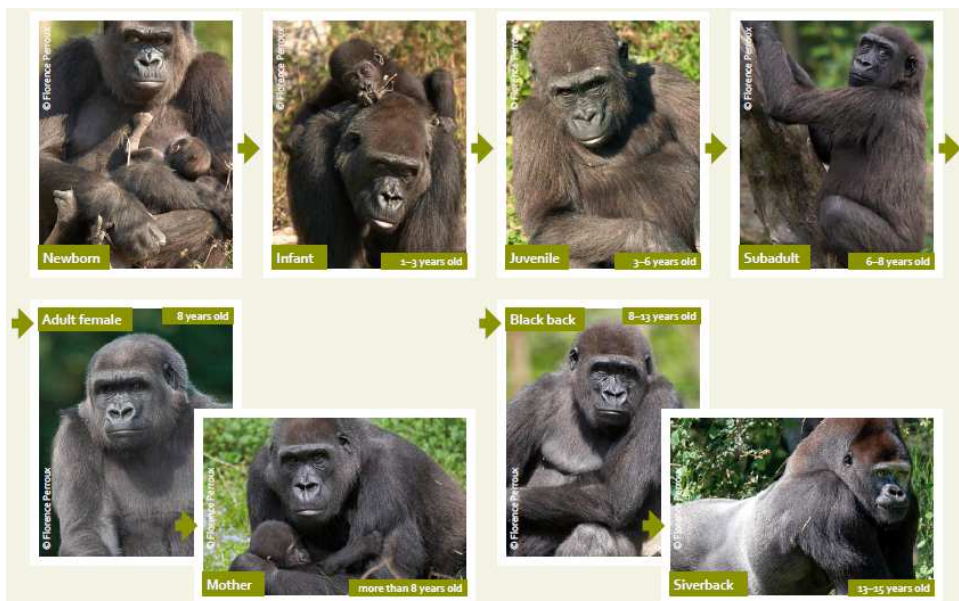 © Florence Perroux
Newborn
© Florence Perroux
Infant
1–3 years old
© Florence Perroux
Juvenile
3–6 years old
© Florence Perroux
Subadult
6–8 years old
Adult female
8 years old
© Florence Perroux
Mother
more than 8 years old
© Florence Perroux
Black back
8–13 years old
© Florence Perroux
Siverback
13–15 years old
© Florence Perroux